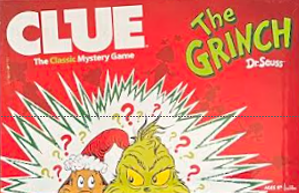 CLUE
The Classic Mystery Game
The
GRINCH
Dr. Seuss
? ? ? ? ? ? ?